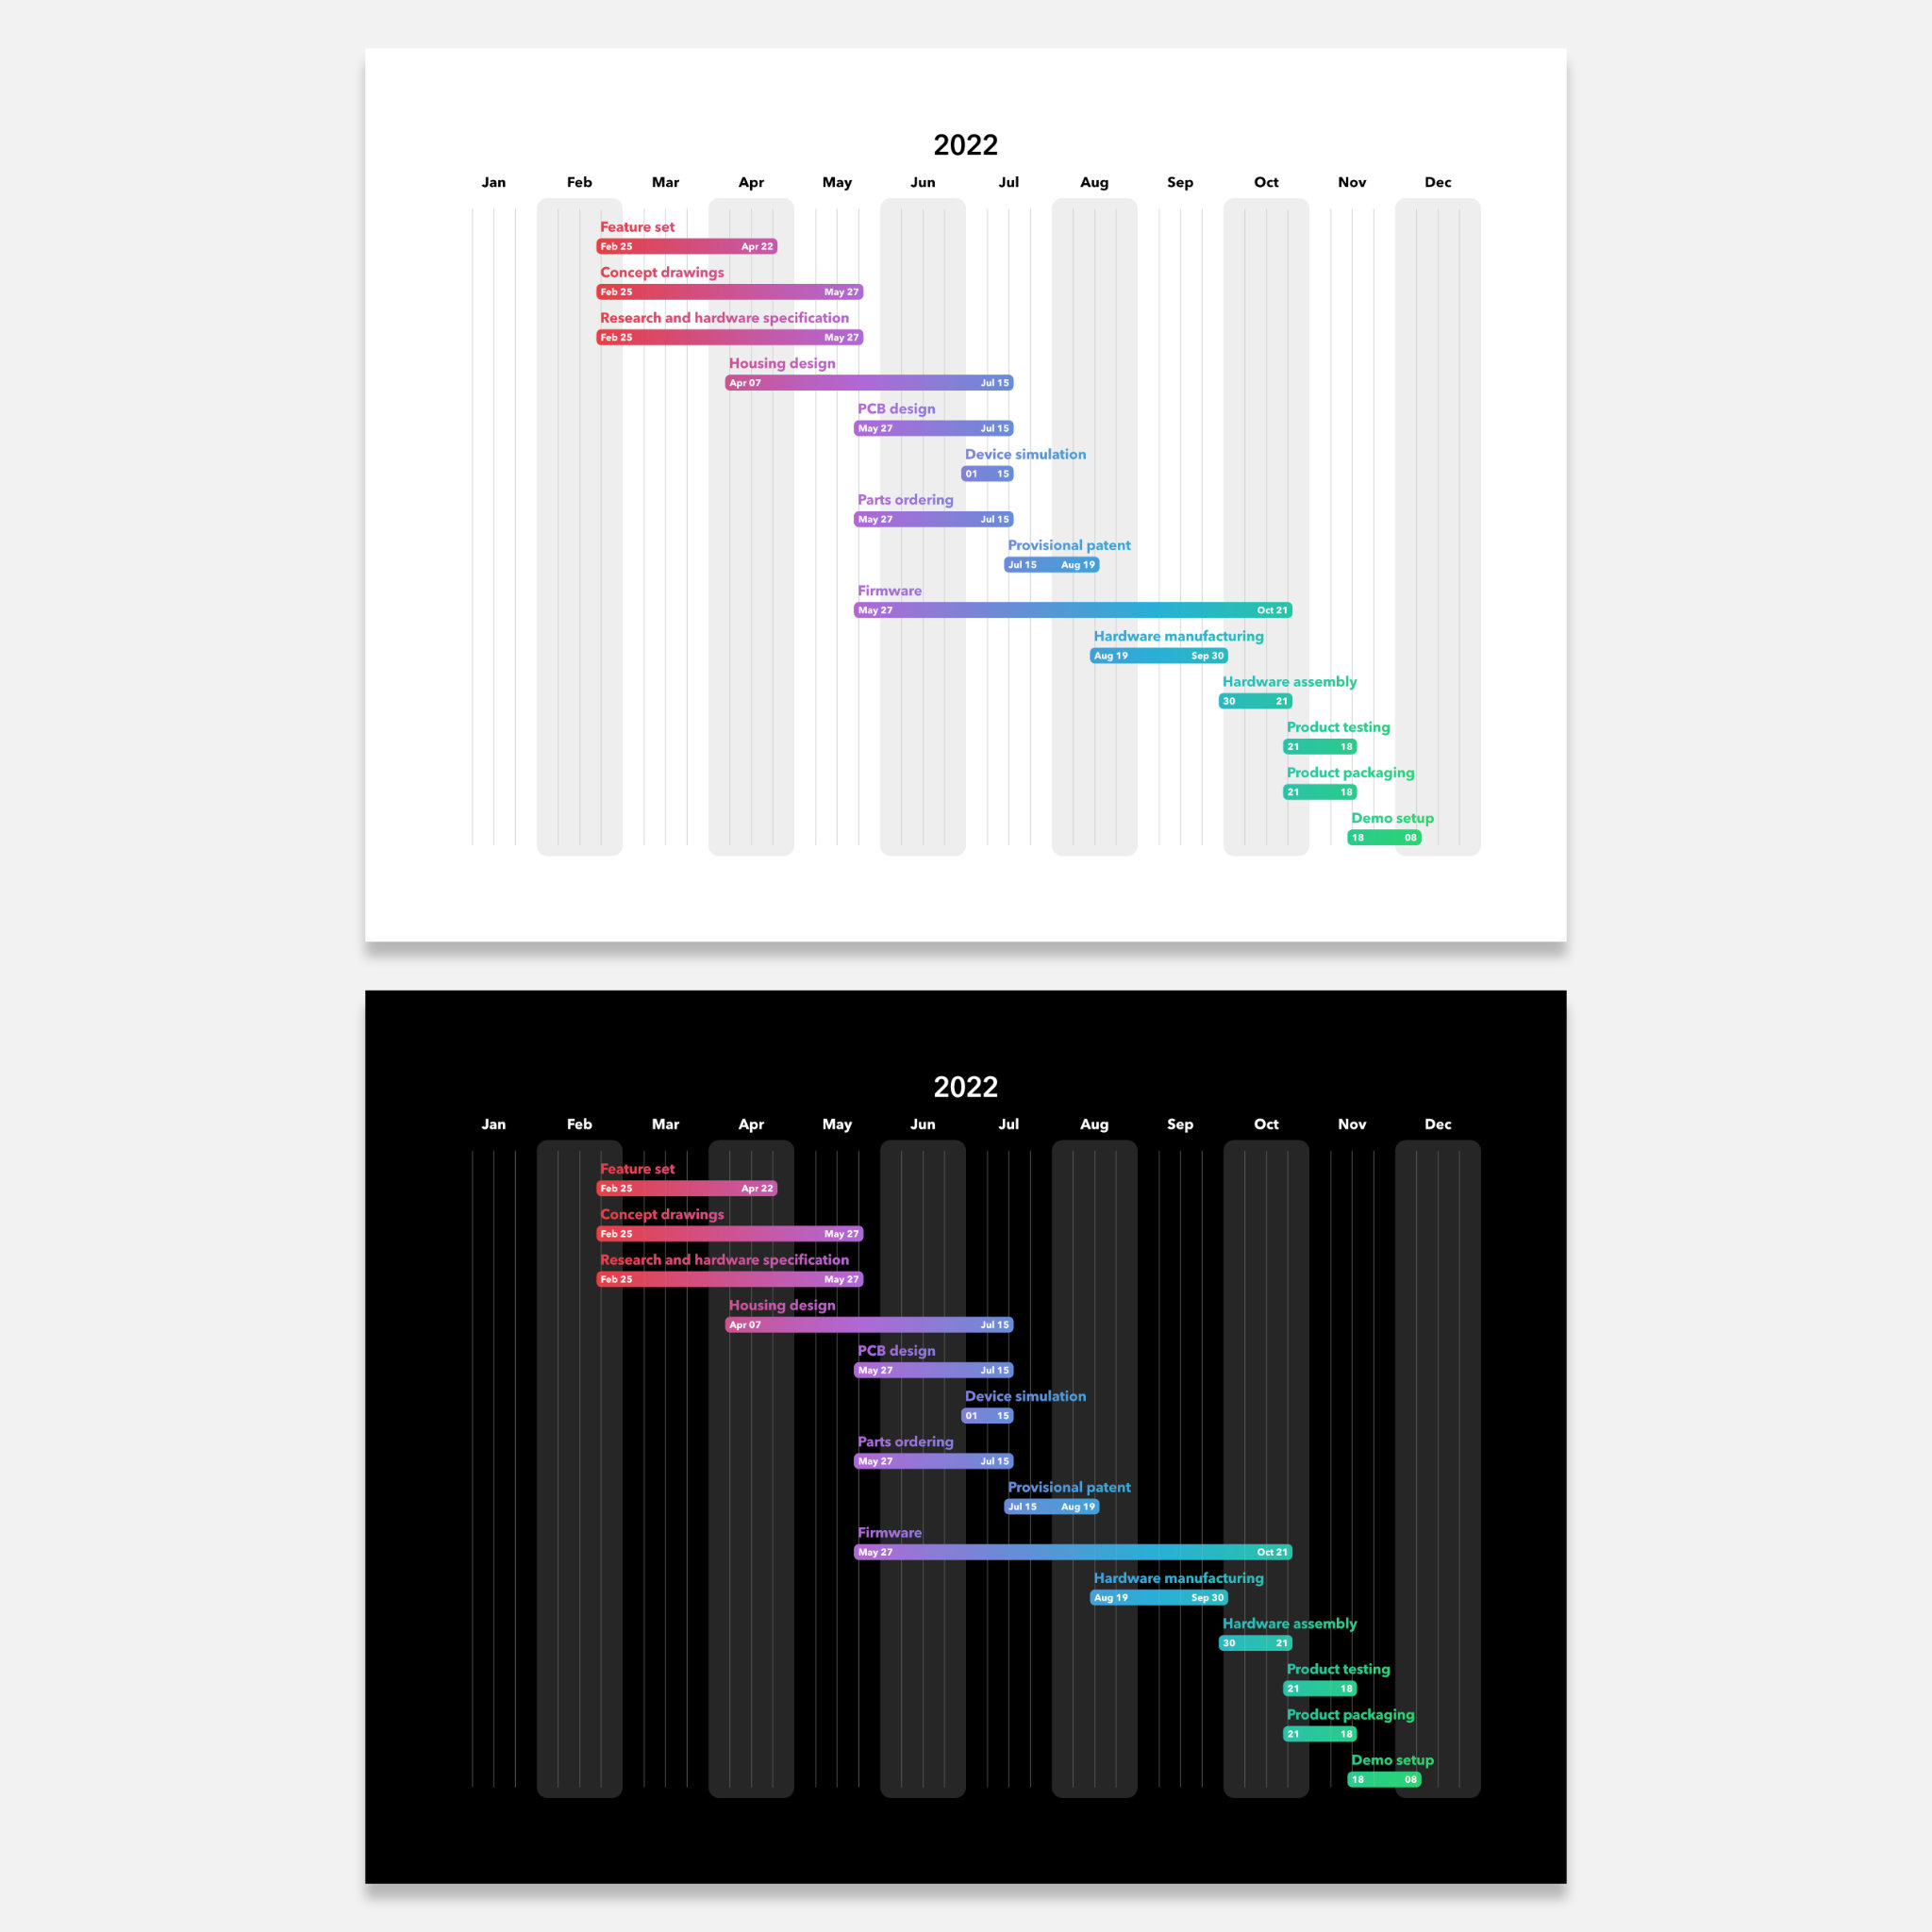 2022
Jan Feb Mar Apr May Jun Jul Aug Sep Oct Nov Dec
Feature set
Feb 25 Apr 22
Concept drawings
Feb 25 May 27
Research and hardware specification
Feb 25 May 27
Housing design
Apr 07 Jul 15
PCB design
May 27 Jul 15
Device simulation
01 15
Parts ordering
May 27 Jul 15
Provisional patent
Jul 15 Aug 19
Firmware
May 27 Oct 21
Hardware manufacturing
Aug 19 Sep 30
Hardware assembly
30 21
Product testing
21 18
Product packaging
21 18
Demo setup
18 08
2022
Jan Feb Mar Apr May Jun Jul Aug Sep Oct Nov Dec
Feature set
Feb 25 Apr 22
Concept drawings
Feb 25 May 27
Research and hardware specification
Feb 25 May 27
Housing design
Apr 07 Jul 15
PCB design
May 27 Jul 15
Device simulation
01 15
Parts ordering
May 27 Jul 15
Provisional patent
Jul 15 Aug 19
Firmware
May 27 Oct 21
Hardware manufacturing
Aug 19 Sep 30
Hardware assembly
30 21
Product testing
21 18
Product packaging
21 18
Demo setup
18 08